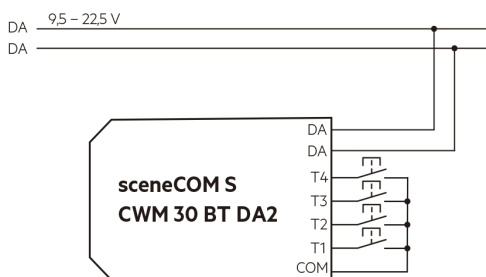 DA 9,5 – 22,5 V
DA
DA
DA
sceneCOM S
CWM 30 BT DA2
T4
T3
T2
T1
COM